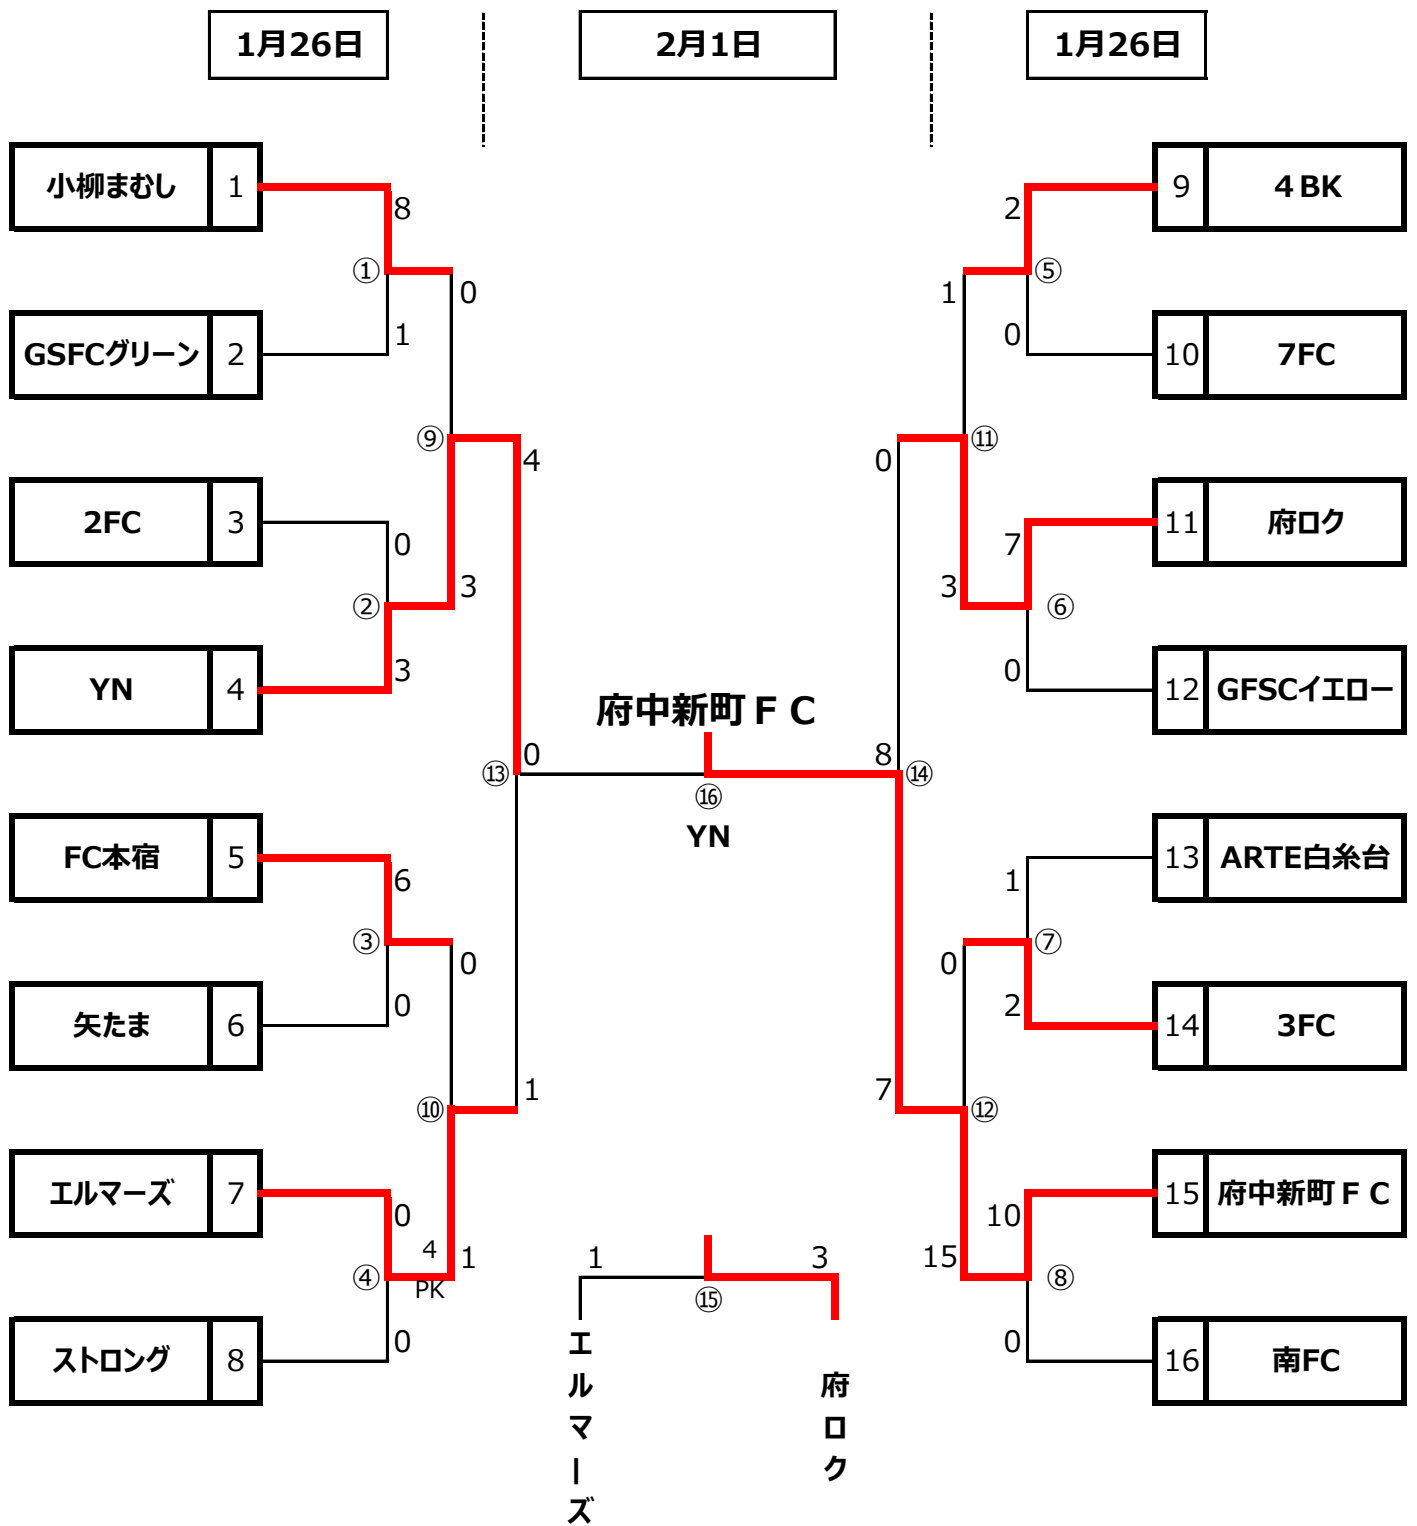 1月26日 2月1日 1月26日
小柳まむし 1 8 2 9 4 BK
① ⑤
0 1
GSFCグリーン 2 1 0 10 7FC
⑨ 4 0 ⑪
2FC 3 0 7 11 府ロク
② 3 3 ⑥
YN 4 3 0 12 GFSCイエロー
府中新町ＦＣ
⑬ 0 8 ⑭
⑯
YN
FC本宿 5 6 1 13 ARTE白糸台
③ 0 0 ⑦
矢たま 6 0 2 14 3FC
⑩ 1 7 ⑫
エルマーズ 7 0 10 15 府中新町ＦＣ
4 1 1 3 15
④ PK ⑮ ⑧
ストロング 8 0 0 16 南FC
エルマーズ
府ロク